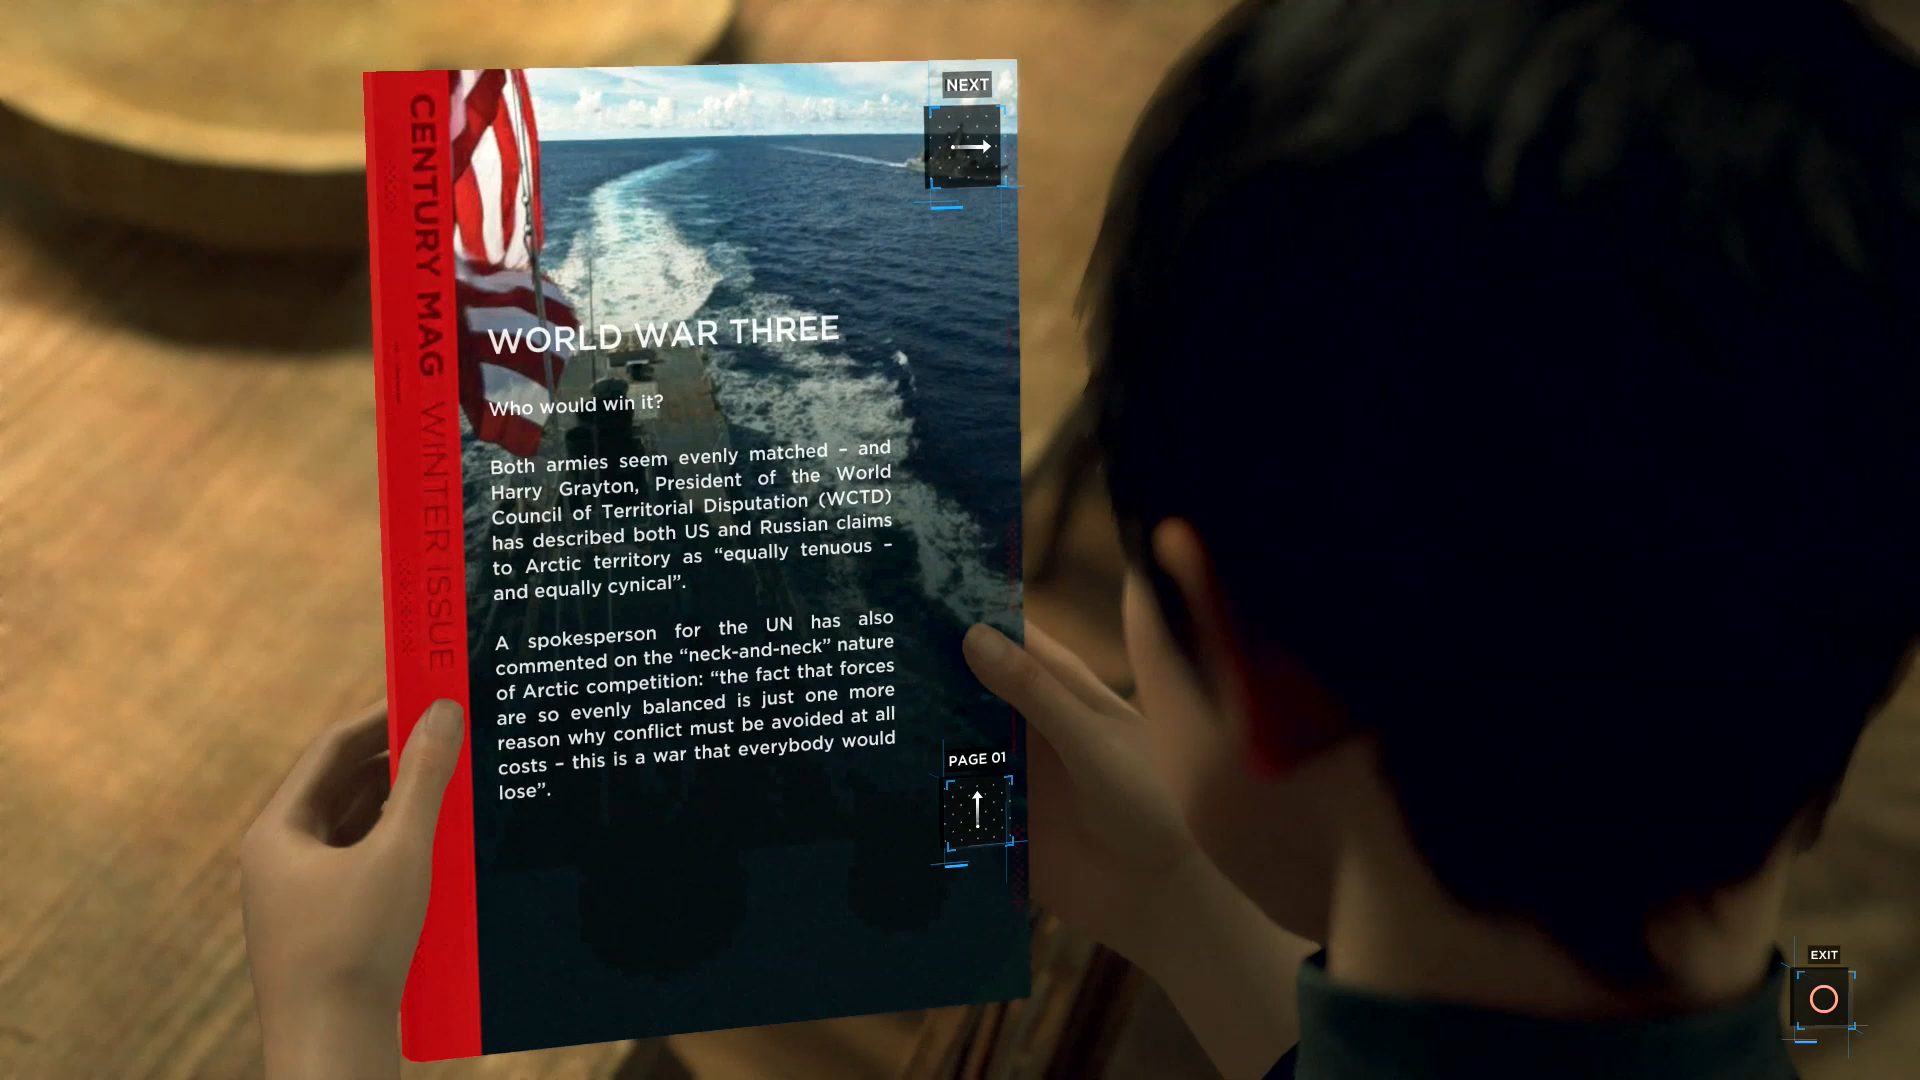 CENTURY MAG WINTER ISSUE
NEXT
WORLD WAR THREE
Who would win it?
Both armies seem evenly matched – and
Harry Grayton, President of the World
Council of Territorial Disputation (WCTD)
has described both US and Russian claims
to Arctic territory as “equally tenuous –
and equally cynical”.
A spokesperson for the UN has also
commented on the “neck-and-neck” nature
of Arctic competition: “the fact that forces
are so evenly balanced is just one more
reason why conflict must be avoided at all
costs – this is a war that everybody would
lose”.
PAGE 01
EXIT